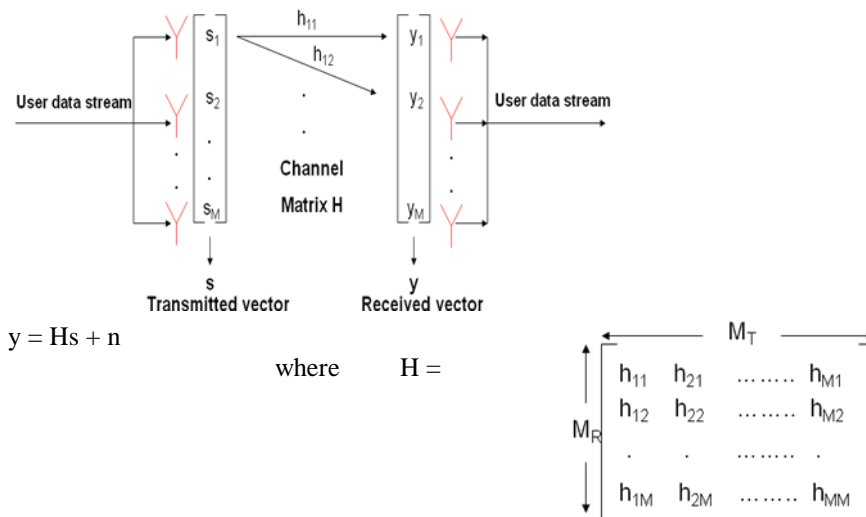 h11
s1 y1
h12
User data stream s2 . y2 User data stream
. . . . .
Channel
. . . . .
Matrix H
sM yM
s y
Transmitted vector Received vector
y = Hs + n
MT
where H =
h11 h21 ........ hM1
h12 h22 ........ hM2
MR
. . ........ .
h1M h2M ........ hMM